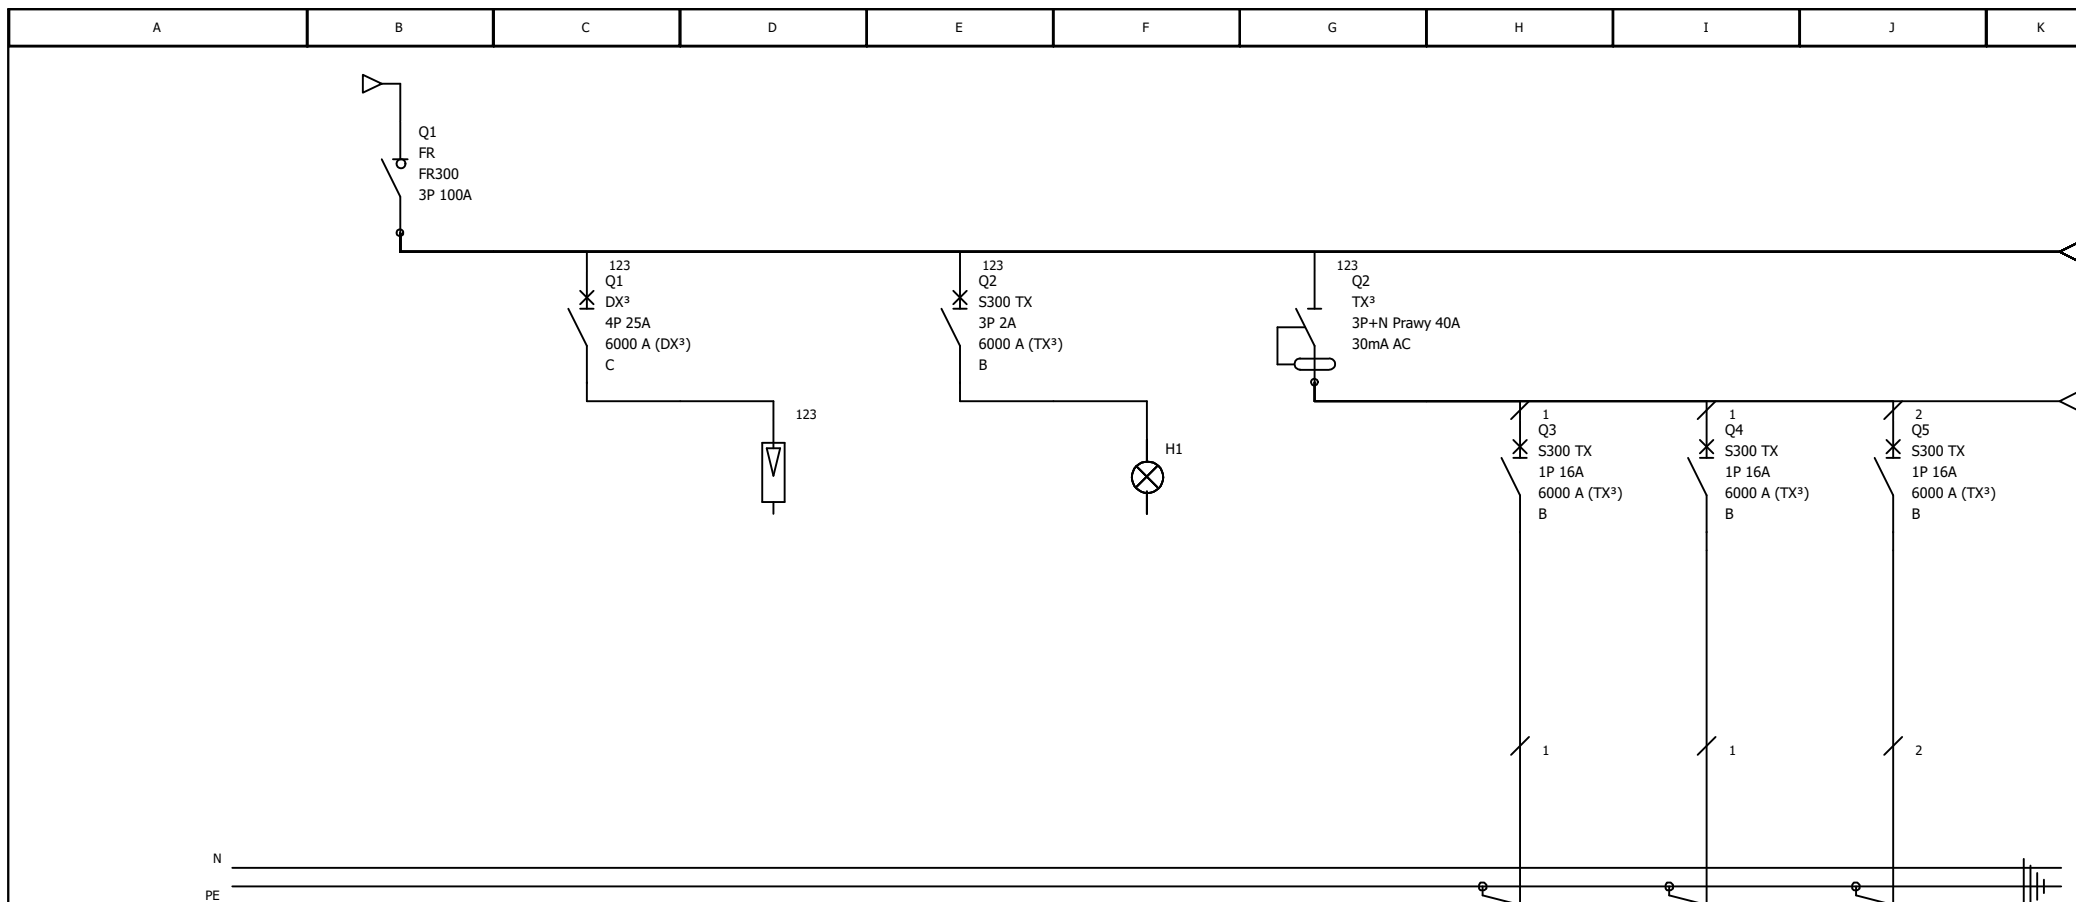 A B C D E F G H I J K
Q1
FR
FR300
3P 100A
123
Q1
DX³
4P 25A
6000 A (DX³)
C
123
123
Q2
S300 TX
3P 2A
6000 A (TX³)
B
H1
123
Q2
TX³
3P+N Prawy 40A
30mA AC
1
Q3
S300 TX
1P 16A
6000 A (TX³)
B
1
1
Q4
S300 TX
1P 16A
6000 A (TX³)
B
1
2
Q5
S300 TX
1P 16A
6000 A (TX³)
B
2
N
PE